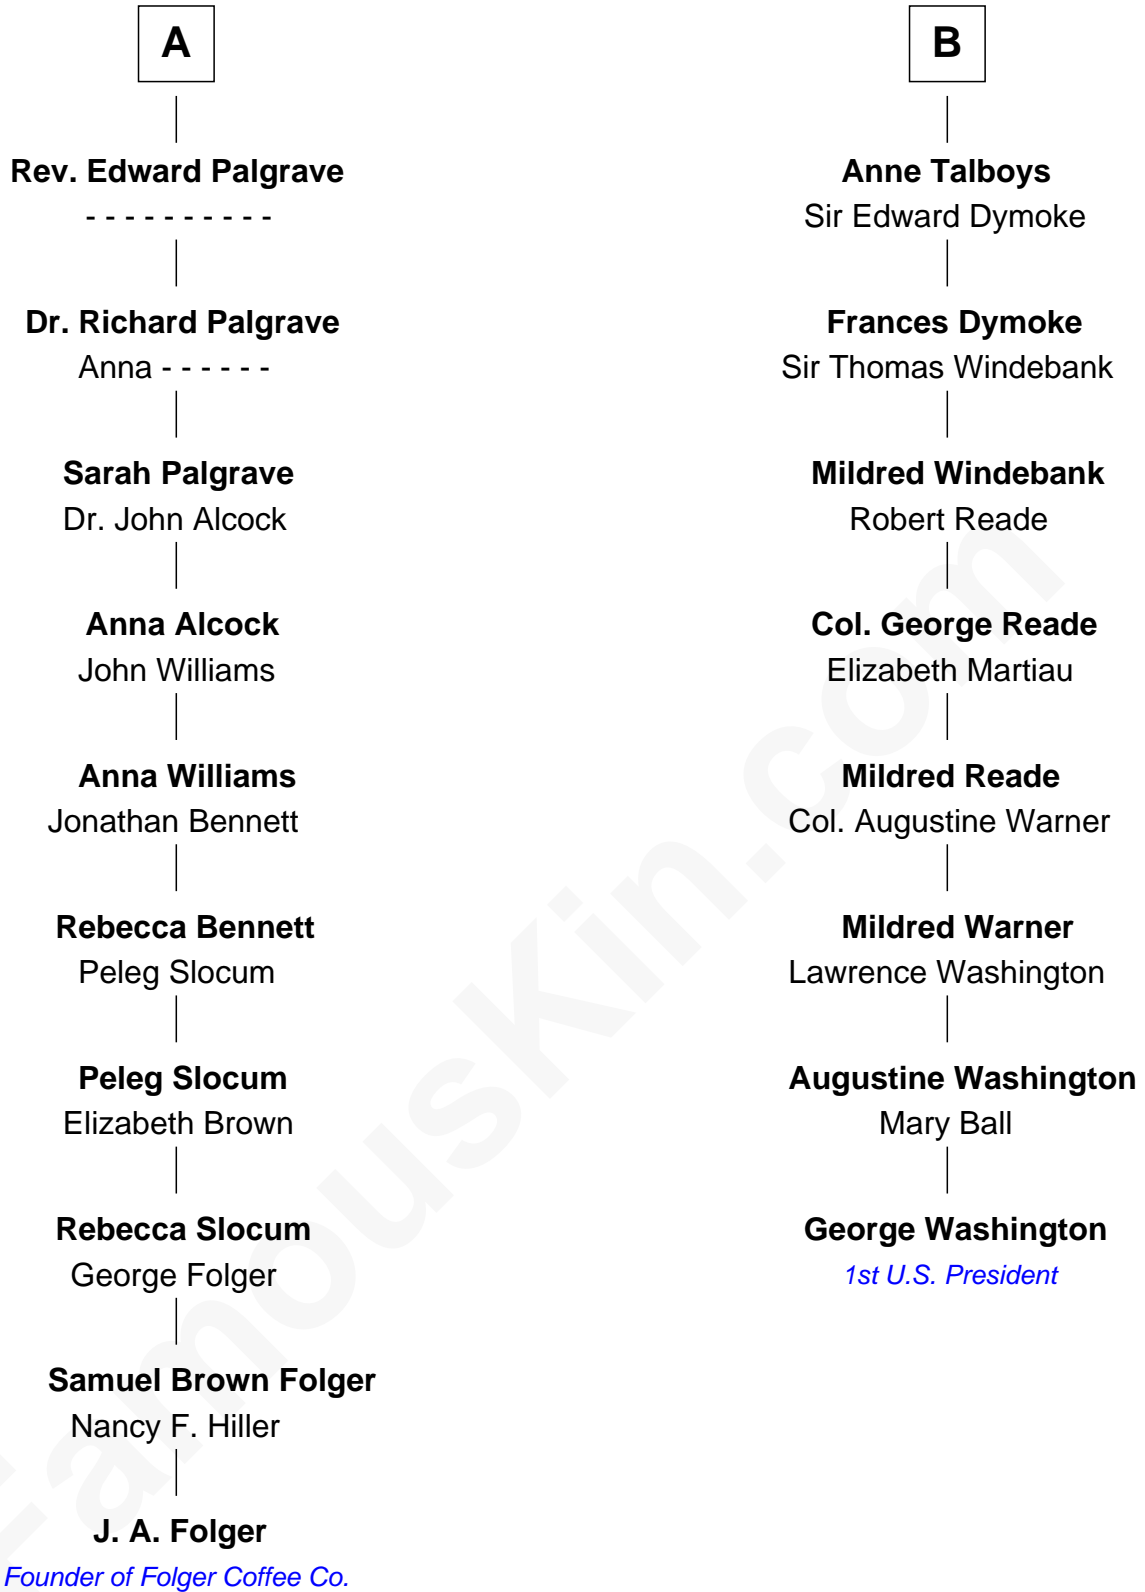 A
Rev. Edward Palgrave
- - - - - - - - - -
Dr. Richard Palgrave
Anna - - - - - -
Sarah Palgrave
Dr. John Alcock
Anna Alcock
John Williams
Anna Williams
Jonathan Bennett
Rebecca Bennett
Peleg Slocum
Peleg Slocum
Elizabeth Brown
Rebecca Slocum
George Folger
Samuel Brown Folger
Nancy F. Hiller
J. A. Folger
Founder of Folger Coffee Co.
B
Anne Talboys
Sir Edward Dymoke
Frances Dymoke
Sir Thomas Windebank
Mildred Windebank
Robert Reade
Col. George Reade
Elizabeth Martiau
Mildred Reade
Col. Augustine Warner
Mildred Warner
Lawrence Washington
Augustine Washington
Mary Ball
George Washington
1st U.S. President
FamousKin.com